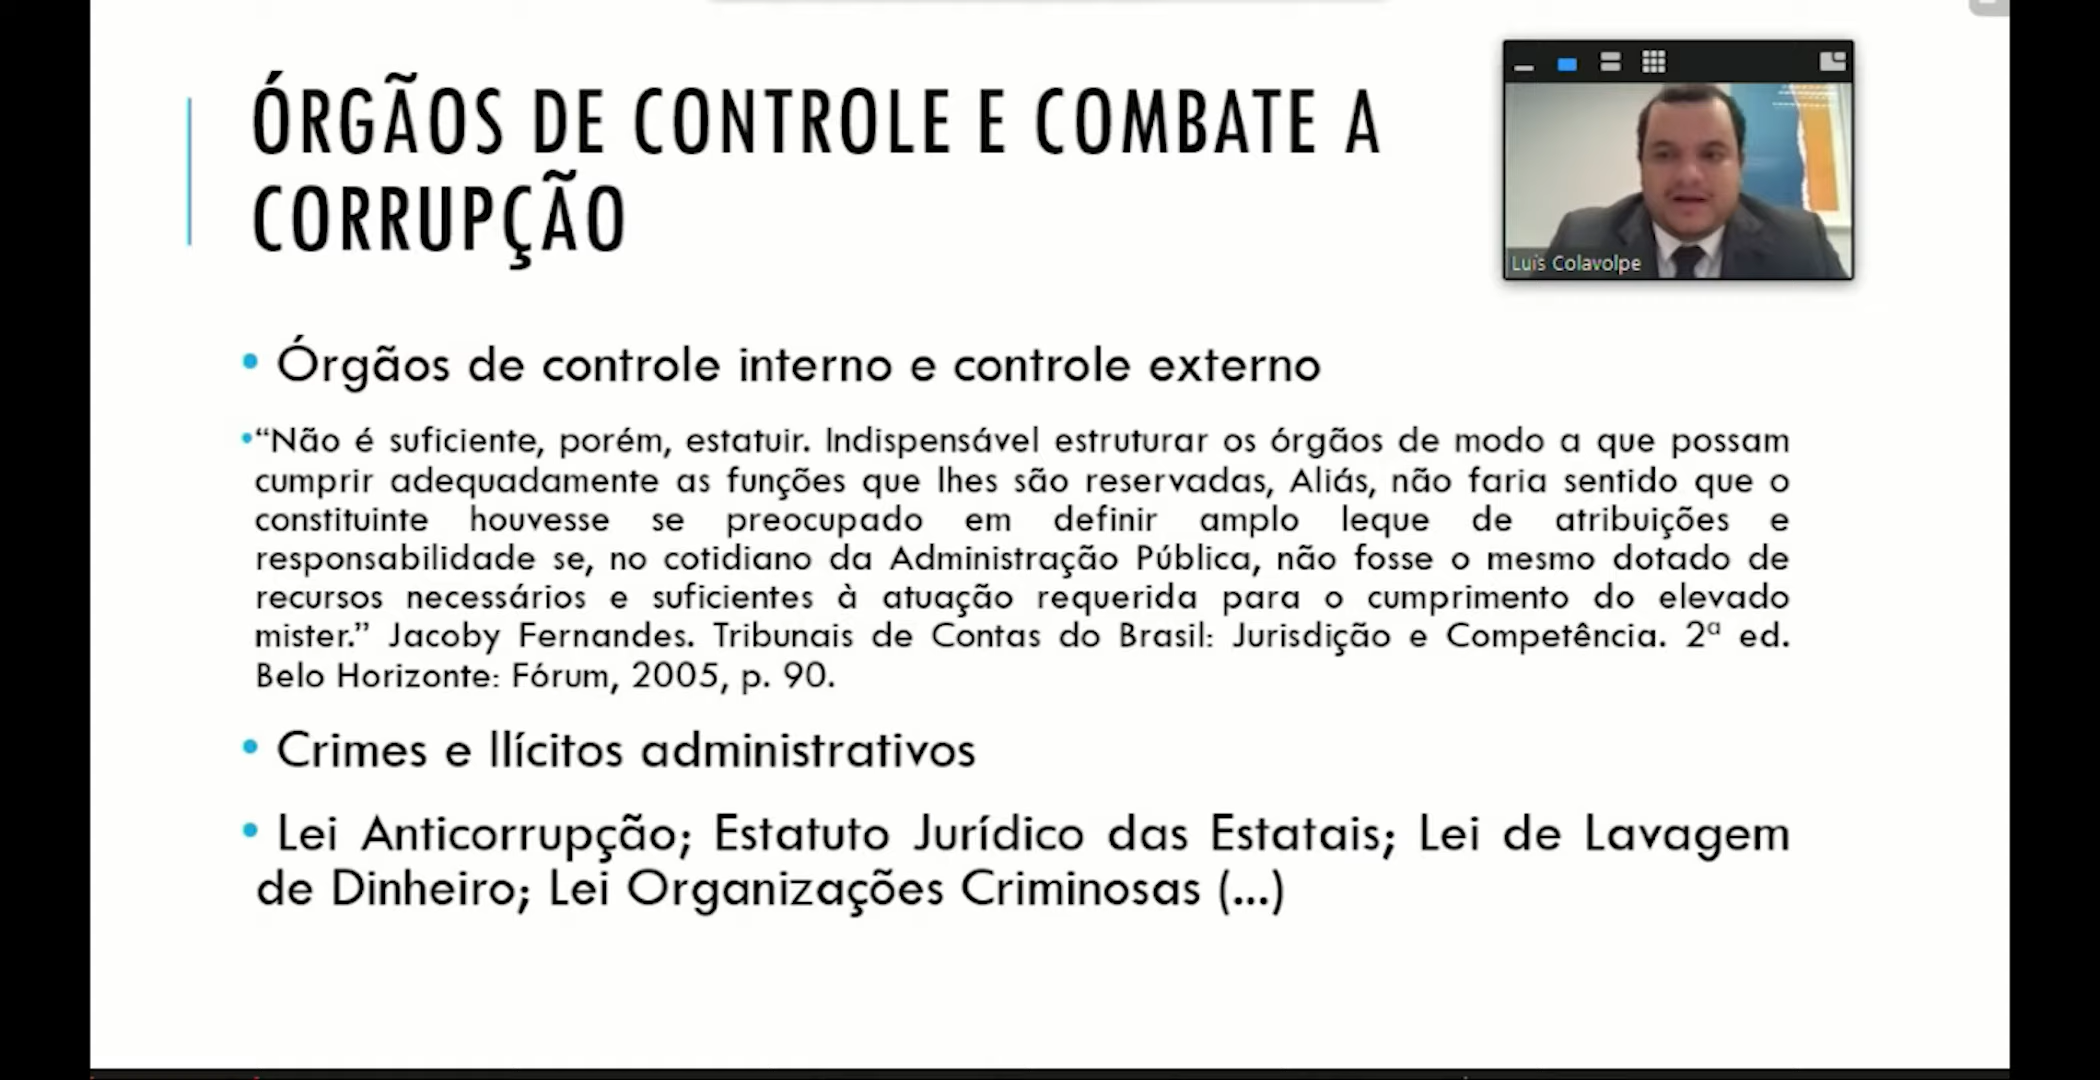 ÓRGÃOS DE CONTROLE E COMBATE A
CORRUPÇÃO
Luís Colavolpe
• Órgãos de controle interno e controle externo
•“Não é suficiente, porém, estatuir. Indispensável estruturar os órgãos de modo a que possam
cumprir adequadamente as funções que lhes são reservadas, Aliás, não faria sentido que o
constituinte houvesse se preocupado em definir amplo leque de atribuições e
responsabilidade se, no cotidiano da Administração Pública, não fosse o mesmo dotado de
recursos necessários e suficientes à atuação requerida para o cumprimento do elevado
mister.” Jacoby Fernandes. Tribunais de Contas do Brasil: Jurisdição e Competência. 2ª ed.
Belo Horizonte: Fórum, 2005, p. 90.
• Crimes e Ilícitos administrativos
• Lei Anticorrupção; Estatuto Jurídico das Estatais; Lei de Lavagem
de Dinheiro; Lei Organizações Criminosas (...)